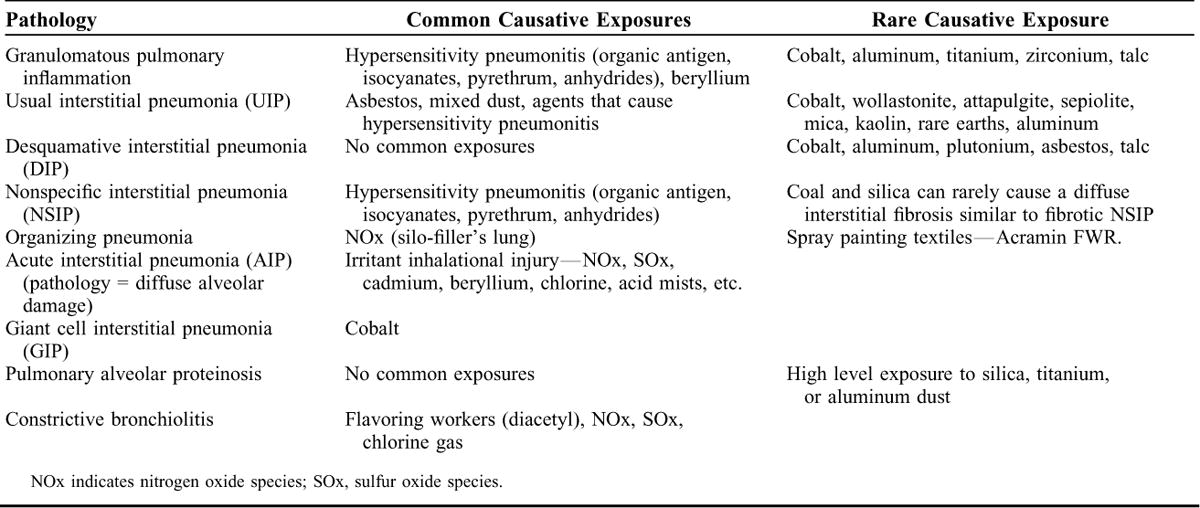 Pathology Common Causative Exposures Rare Causative Exposure
Granulomatous pulmonary Hypersensitivity pneumonitis (organic antigen, Cobalt, aluminum, titanium, zirconium, talc
inflammation isocyanates, pyrethrum, anhydrides), beryllium
Usual interstitial pneumonia (UIP) Asbestos, mixed dust, agents that cause Cobalt, wollastonite, attapulgite, sepiolite,
hypersensitivity pneumonitis mica, kaolin, rare earths, aluminum
Desquamative interstitial pneumonia No common exposures Cobalt, aluminum, plutonium, asbestos, talc
(DIP)
Nonspecific interstitial pneumonia Hypersensitivity pneumonitis (organic antigen, Coal and silica can rarely cause a diffuse
(NSIP) isocyanates, pyrethrum, anhydrides) interstitial fibrosis similar to fibrotic NSIP
Organizing pneumonia NOx (silo-filler's lung) Spray painting textiles—Acramin FWR.
Acute interstitial pneumonia (AIP) Irritant inhalational injury—NOx, SOx,
(pathology = diffuse alveolar cadmium, beryllium, chlorine, acid mists, etc.
damage)
Giant cell interstitial pneumonia Cobalt
(GIP)
Pulmonary alveolar proteinosis No common exposures High level exposure to silica, titanium,
or aluminum dust
Constrictive bronchiolitis Flavoring workers (diacetyl), NOx, SOx,
chlorine gas
NOx indicates nitrogen oxide species; SOx, sulfur oxide species.